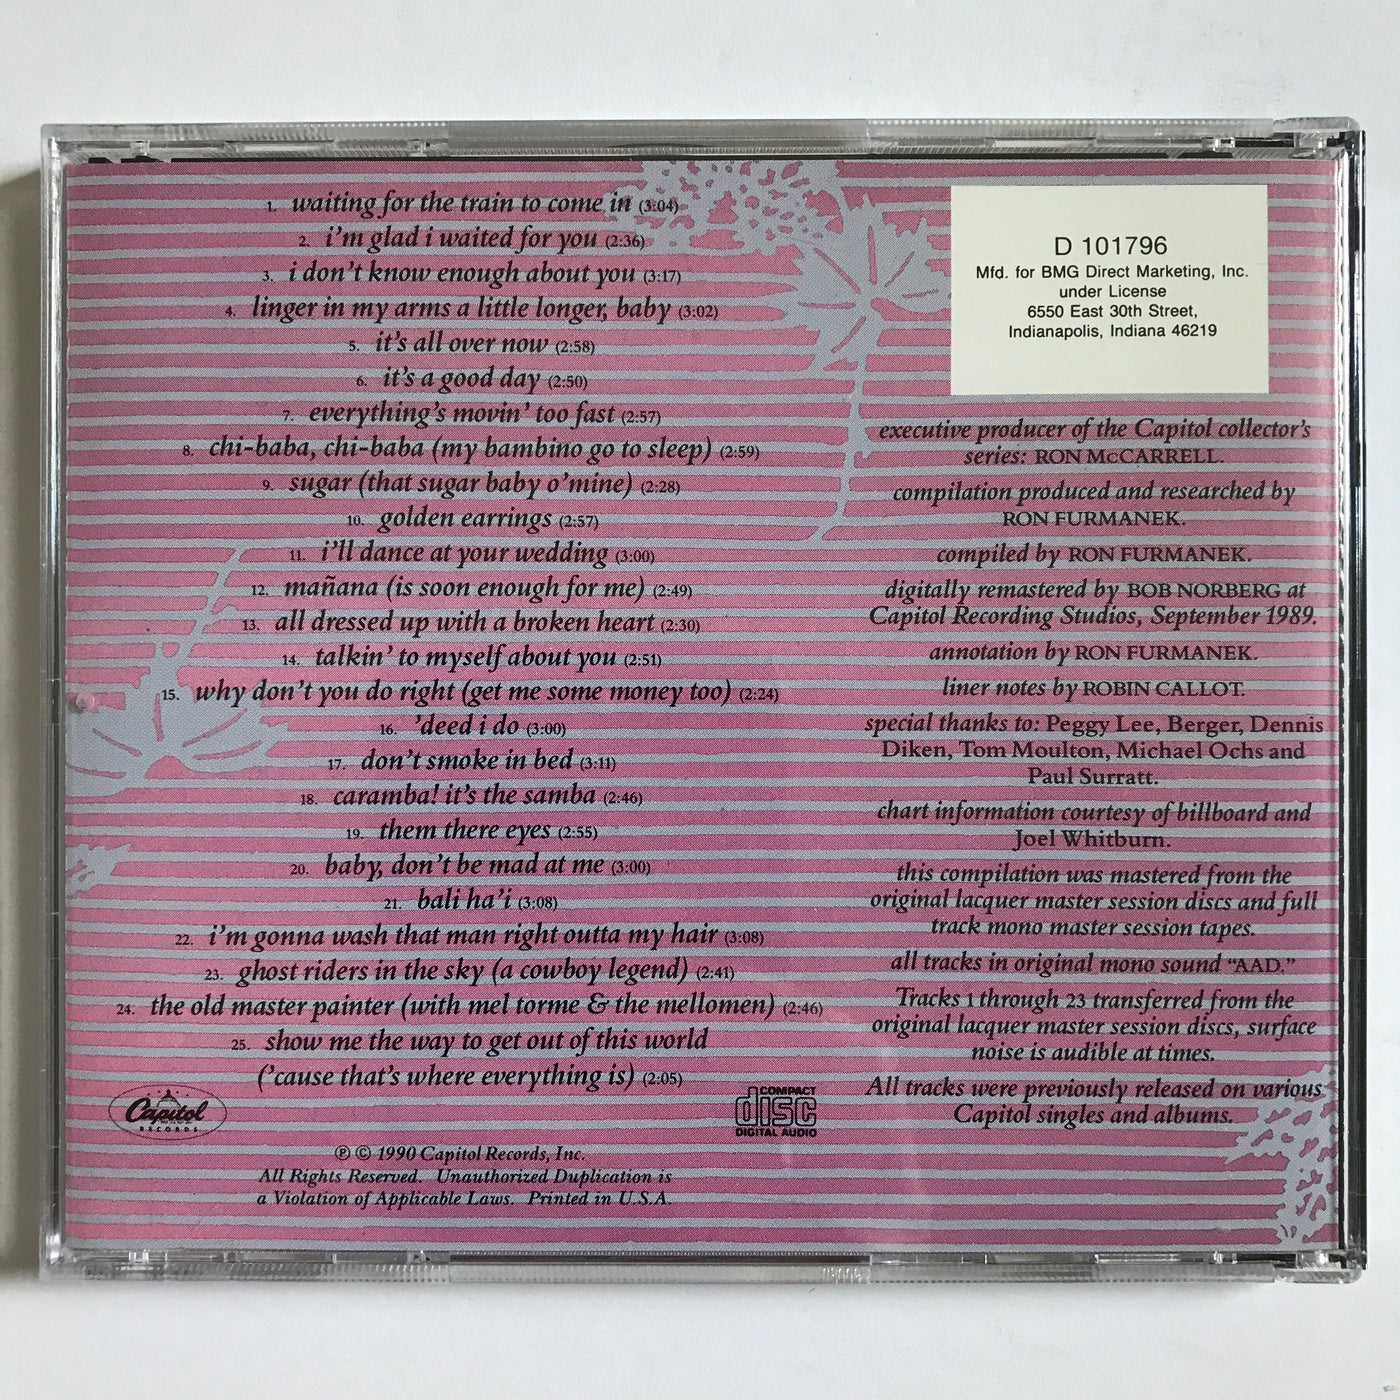 1. waiting for the train to come in (3:04)
2. i'm glad i waited for you (2:36)
3. i don't know enough about you (3:17)
4. linger in my arms a little longer, baby (3:02)
5. it's all over now (2:58)
6. it's a good day (2:50)
7. everything's movin' too fast (2:57)
8. chi-baba, chi-baba (my bambino go to sleep) (2:59)
9. sugar (that sugar baby o'mine) (2:28)
10. golden earrings (2:57)
11. i'll dance at your wedding (3:00)
12. mañana (is soon enough for me) (2:49)
13. all dressed up with a broken heart (2:30)
14. talkin' to myself about you (2:51)
15. why don't you do right (get me some money too) (2:24)
16. 'deed i do (3:00)
17. don't smoke in bed (3:11)
18. caramba! it's the samba (2:46)
19. them there eyes (2:55)
20. baby, don't be mad at me (3:00)
21. bali ha'i (3:08)
22. i'm gonna wash that man right outta my hair (3:08)
23. ghost riders in the sky (a cowboy legend) (2:41)
24. the old master painter (with mel torme & the mellomen) (2:46)
25. show me the way to get out of this world
('cause that's where everything is) (2:05)
Capitol
RECORDS
COMPACT
disc
DIGITAL AUDIO
℗ © 1990 Capitol Records, Inc.
All Rights Reserved. Unauthorized Duplication is
a Violation of Applicable Laws. Printed in U.S.A.
D 101796
Mfd. for BMG Direct Marketing, Inc.
under License
6550 East 30th Street,
Indianapolis, Indiana 46219
executive producer of the Capitol collector's
series: RON McCARRELL.
compilation produced and researched by
RON FURMANEK.
compiled by RON FURMANEK.
digitally remastered by BOB NORBERG at
Capitol Recording Studios, September 1989.
annotation by RON FURMANEK.
liner notes by ROBIN CALLOT.
special thanks to: Peggy Lee, Berger, Dennis
Diken, Tom Moulton, Michael Ochs and
Paul Surratt.
chart information courtesy of billboard and
Joel Whitburn.
this compilation was mastered from the
original lacquer master session discs and full
track mono master session tapes.
all tracks in original mono sound "AAD."
Tracks 1 through 23 transferred from the
original lacquer master session discs, surface
noise is audible at times.
All tracks were previously released on various
Capitol singles and albums.